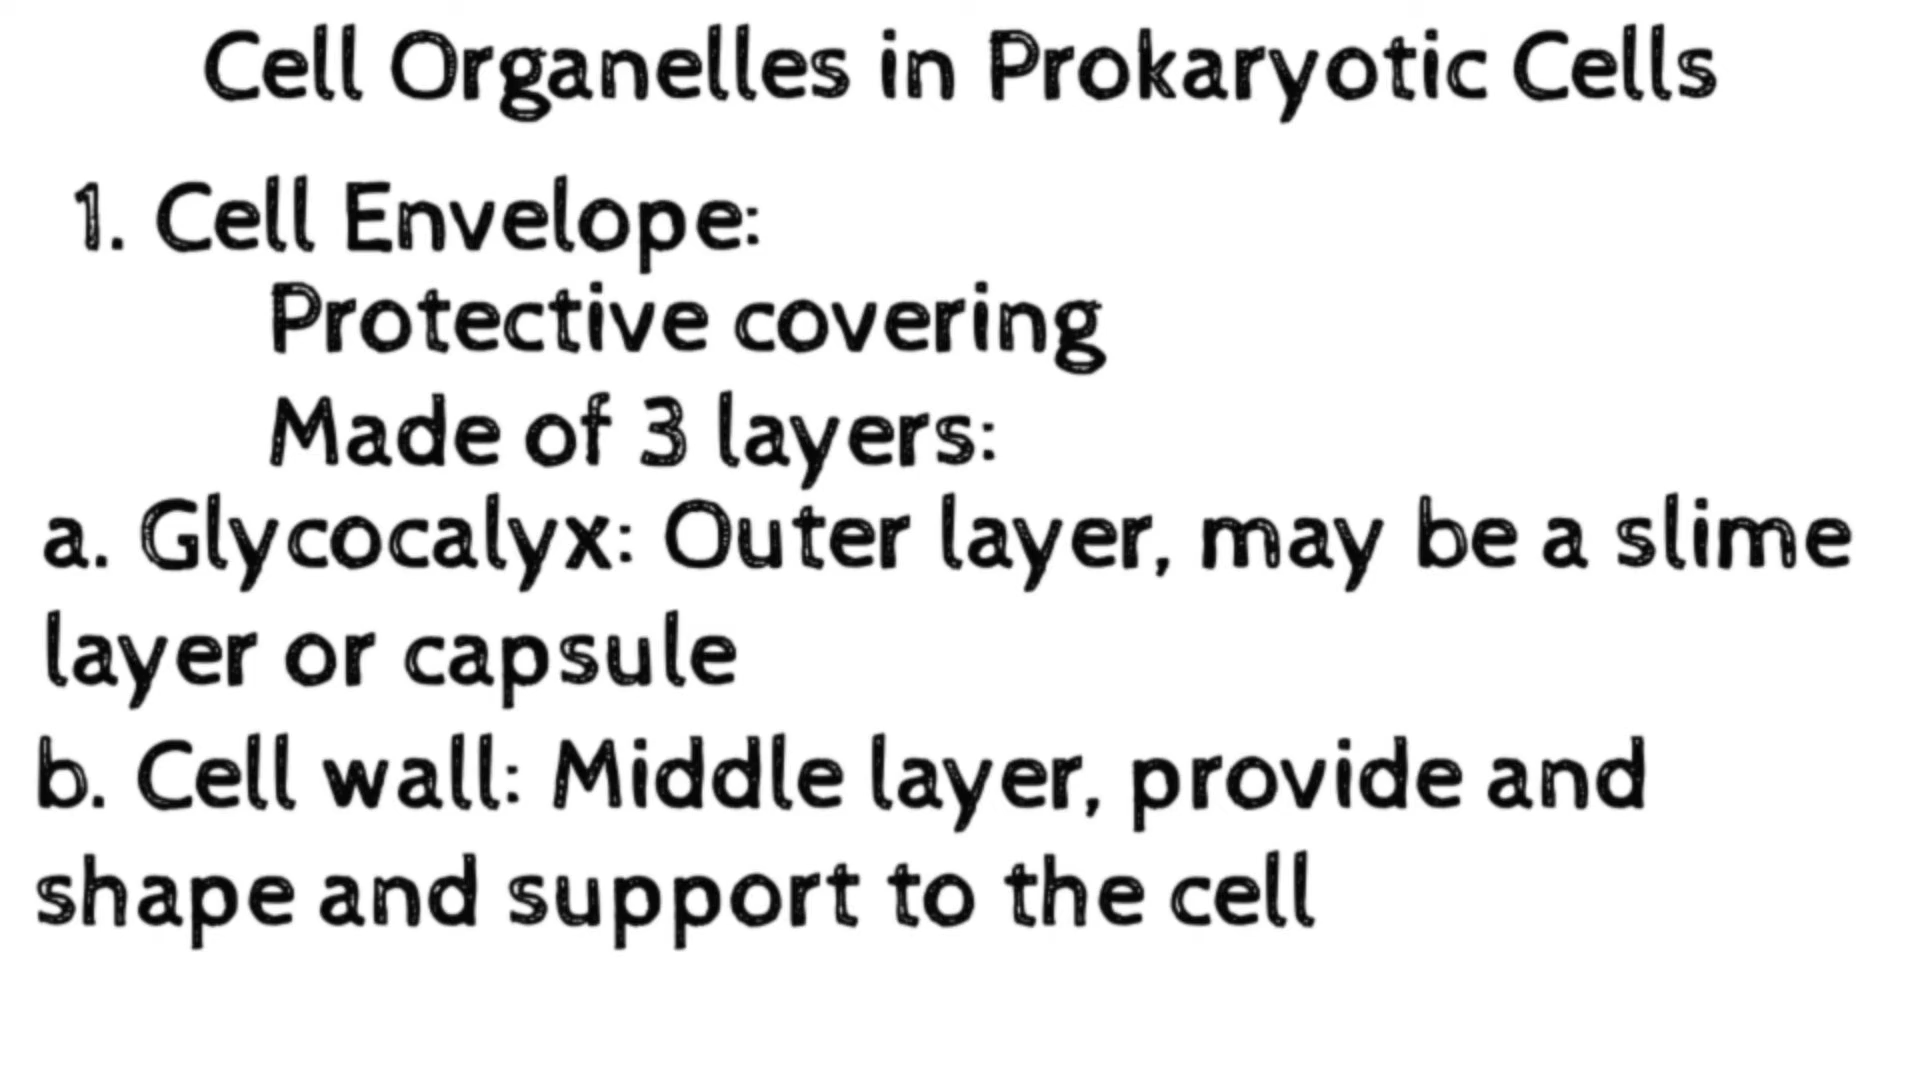 Cell Organelles in Prokaryotic Cells
1. Cell Envelope:
Protective covering
Made of 3 layers:
a. Glycocalyx: Outer layer, may be a slime
layer or capsule
b. Cell wall: Middle layer, provide and
shape and support to the cell